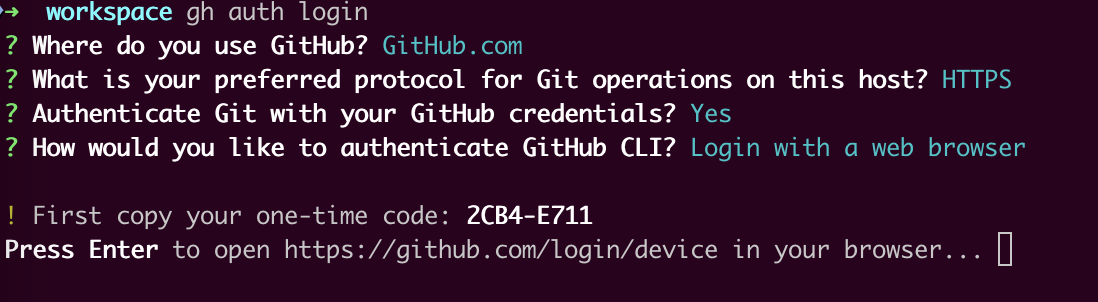 ➜ workspace gh auth login
? Where do you use GitHub? GitHub.com
? What is your preferred protocol for Git operations on this host? HTTPS
? Authenticate Git with your GitHub credentials? Yes
? How would you like to authenticate GitHub CLI? Login with a web browser
! First copy your one-time code: 2CB4-E711
Press Enter to open https://github.com/login/device in your browser...